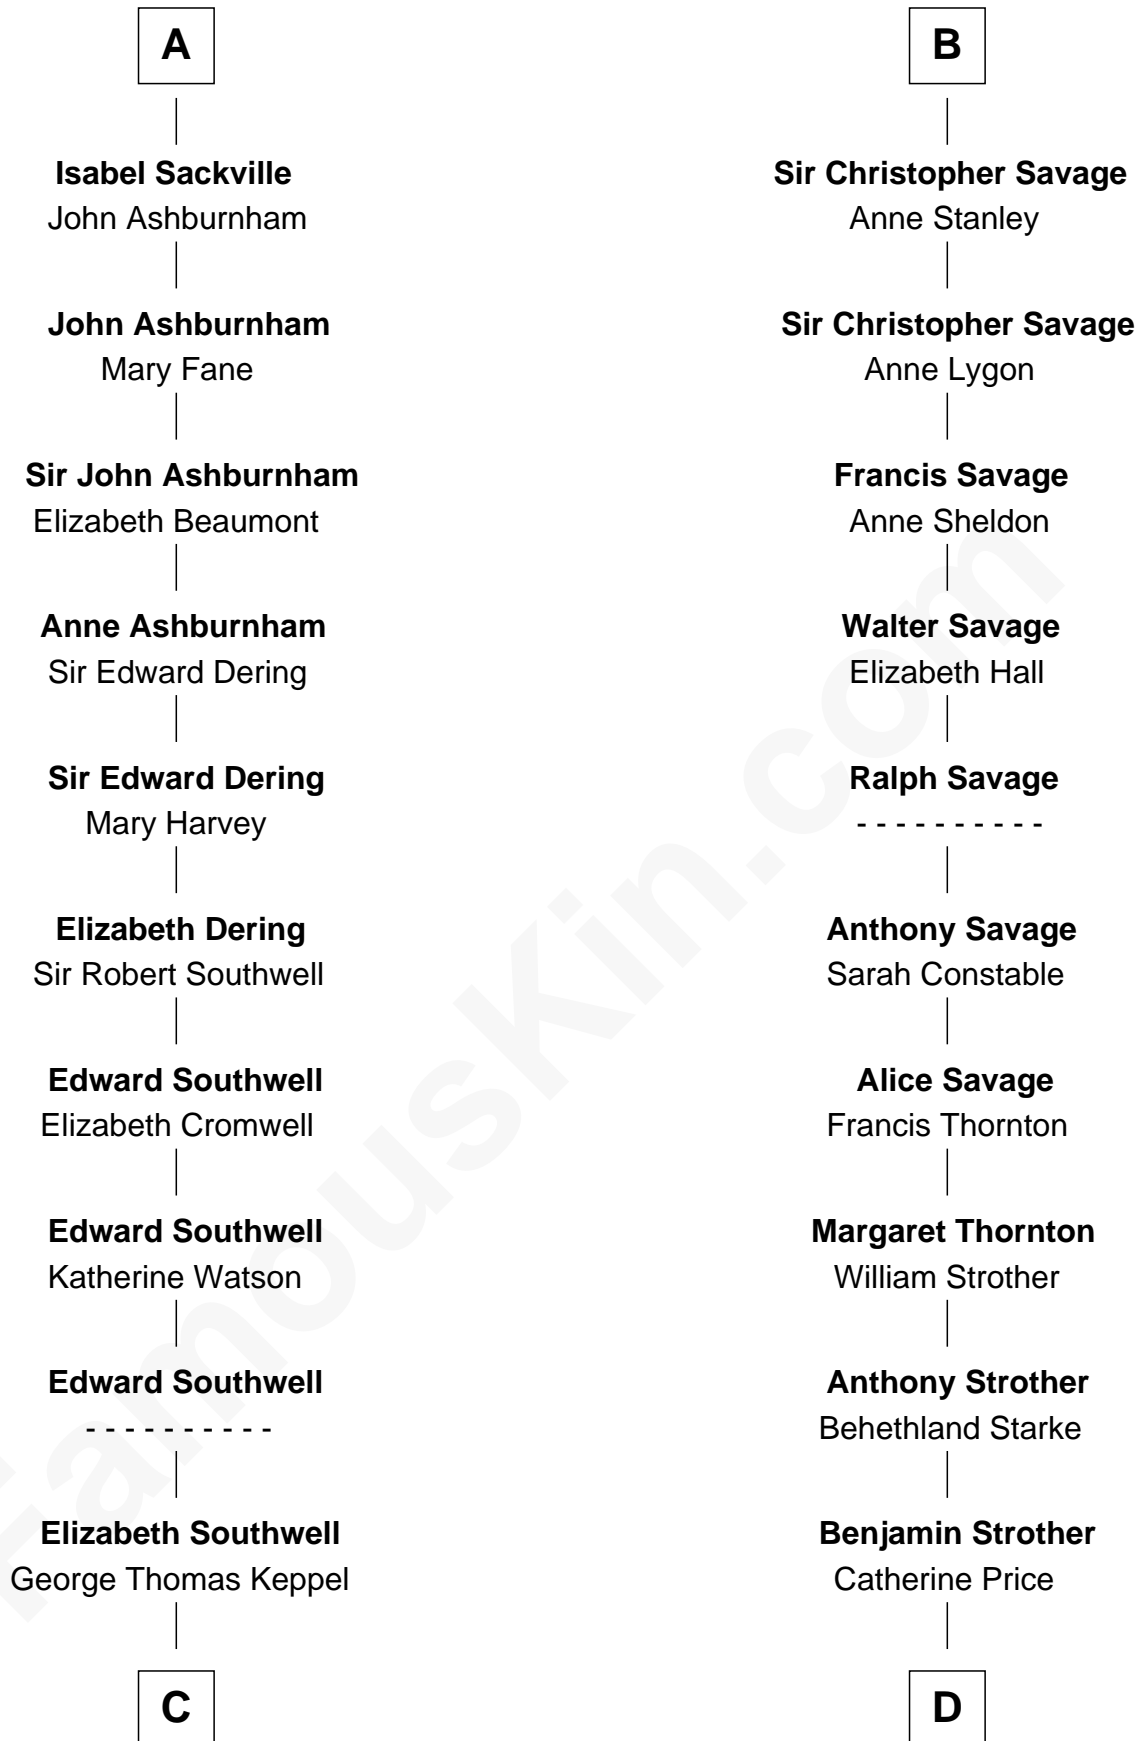 A
Isabel Sackville
John Ashburnham
John Ashburnham
Mary Fane
Sir John Ashburnham
Elizabeth Beaumont
Anne Ashburnham
Sir Edward Dering
Sir Edward Dering
Mary Harvey
Elizabeth Dering
Sir Robert Southwell
Edward Southwell
Elizabeth Cromwell
Edward Southwell
Katherine Watson
Edward Southwell
- - - - - - - - - -
Elizabeth Southwell
George Thomas Keppel
C
B
Sir Christopher Savage
Anne Stanley
Sir Christopher Savage
Anne Lygon
Francis Savage
Anne Sheldon
Walter Savage
Elizabeth Hall
Ralph Savage
- - - - - - - - - -
Anthony Savage
Sarah Constable
Alice Savage
Francis Thornton
Margaret Thornton
William Strother
Anthony Strother
Behethland Starke
Benjamin Strother
Catherine Price
D
FamousKin.com